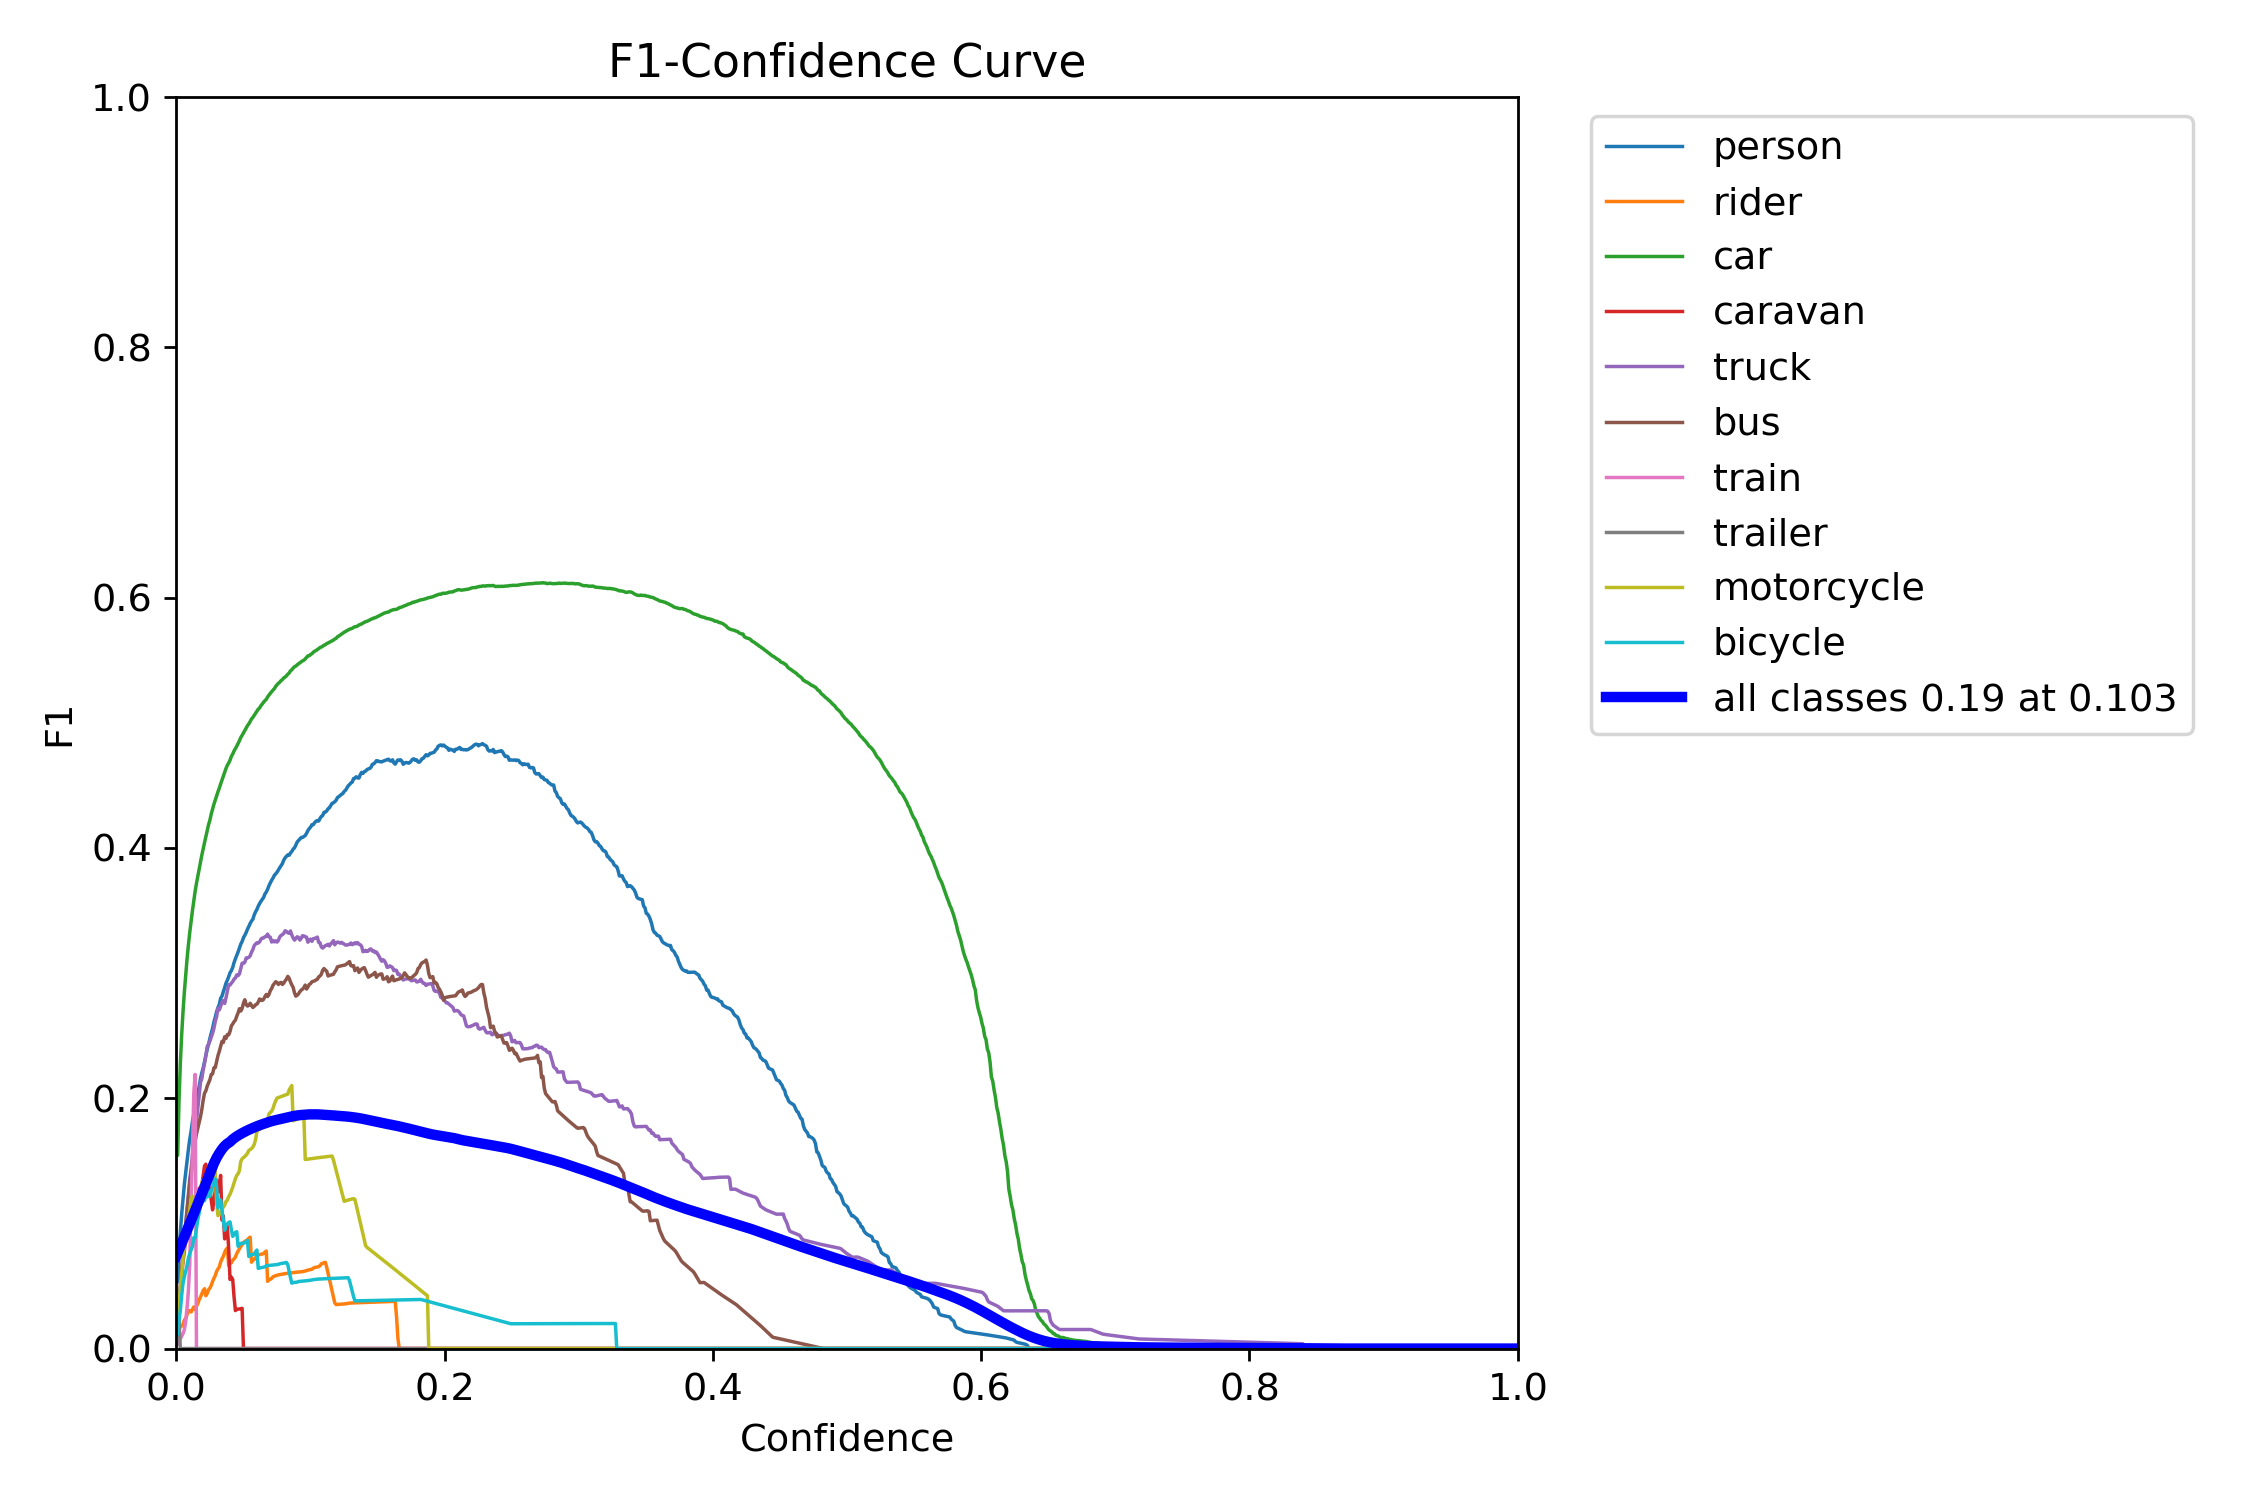 F1-Confidence Curve
1.0
0.8
0.6
0.4
0.2
0.0
F1
0.0 0.2 0.4 0.6 0.8 1.0
Confidence
person
rider
car
caravan
truck
bus
train
trailer
motorcycle
bicycle
all classes 0.19 at 0.103